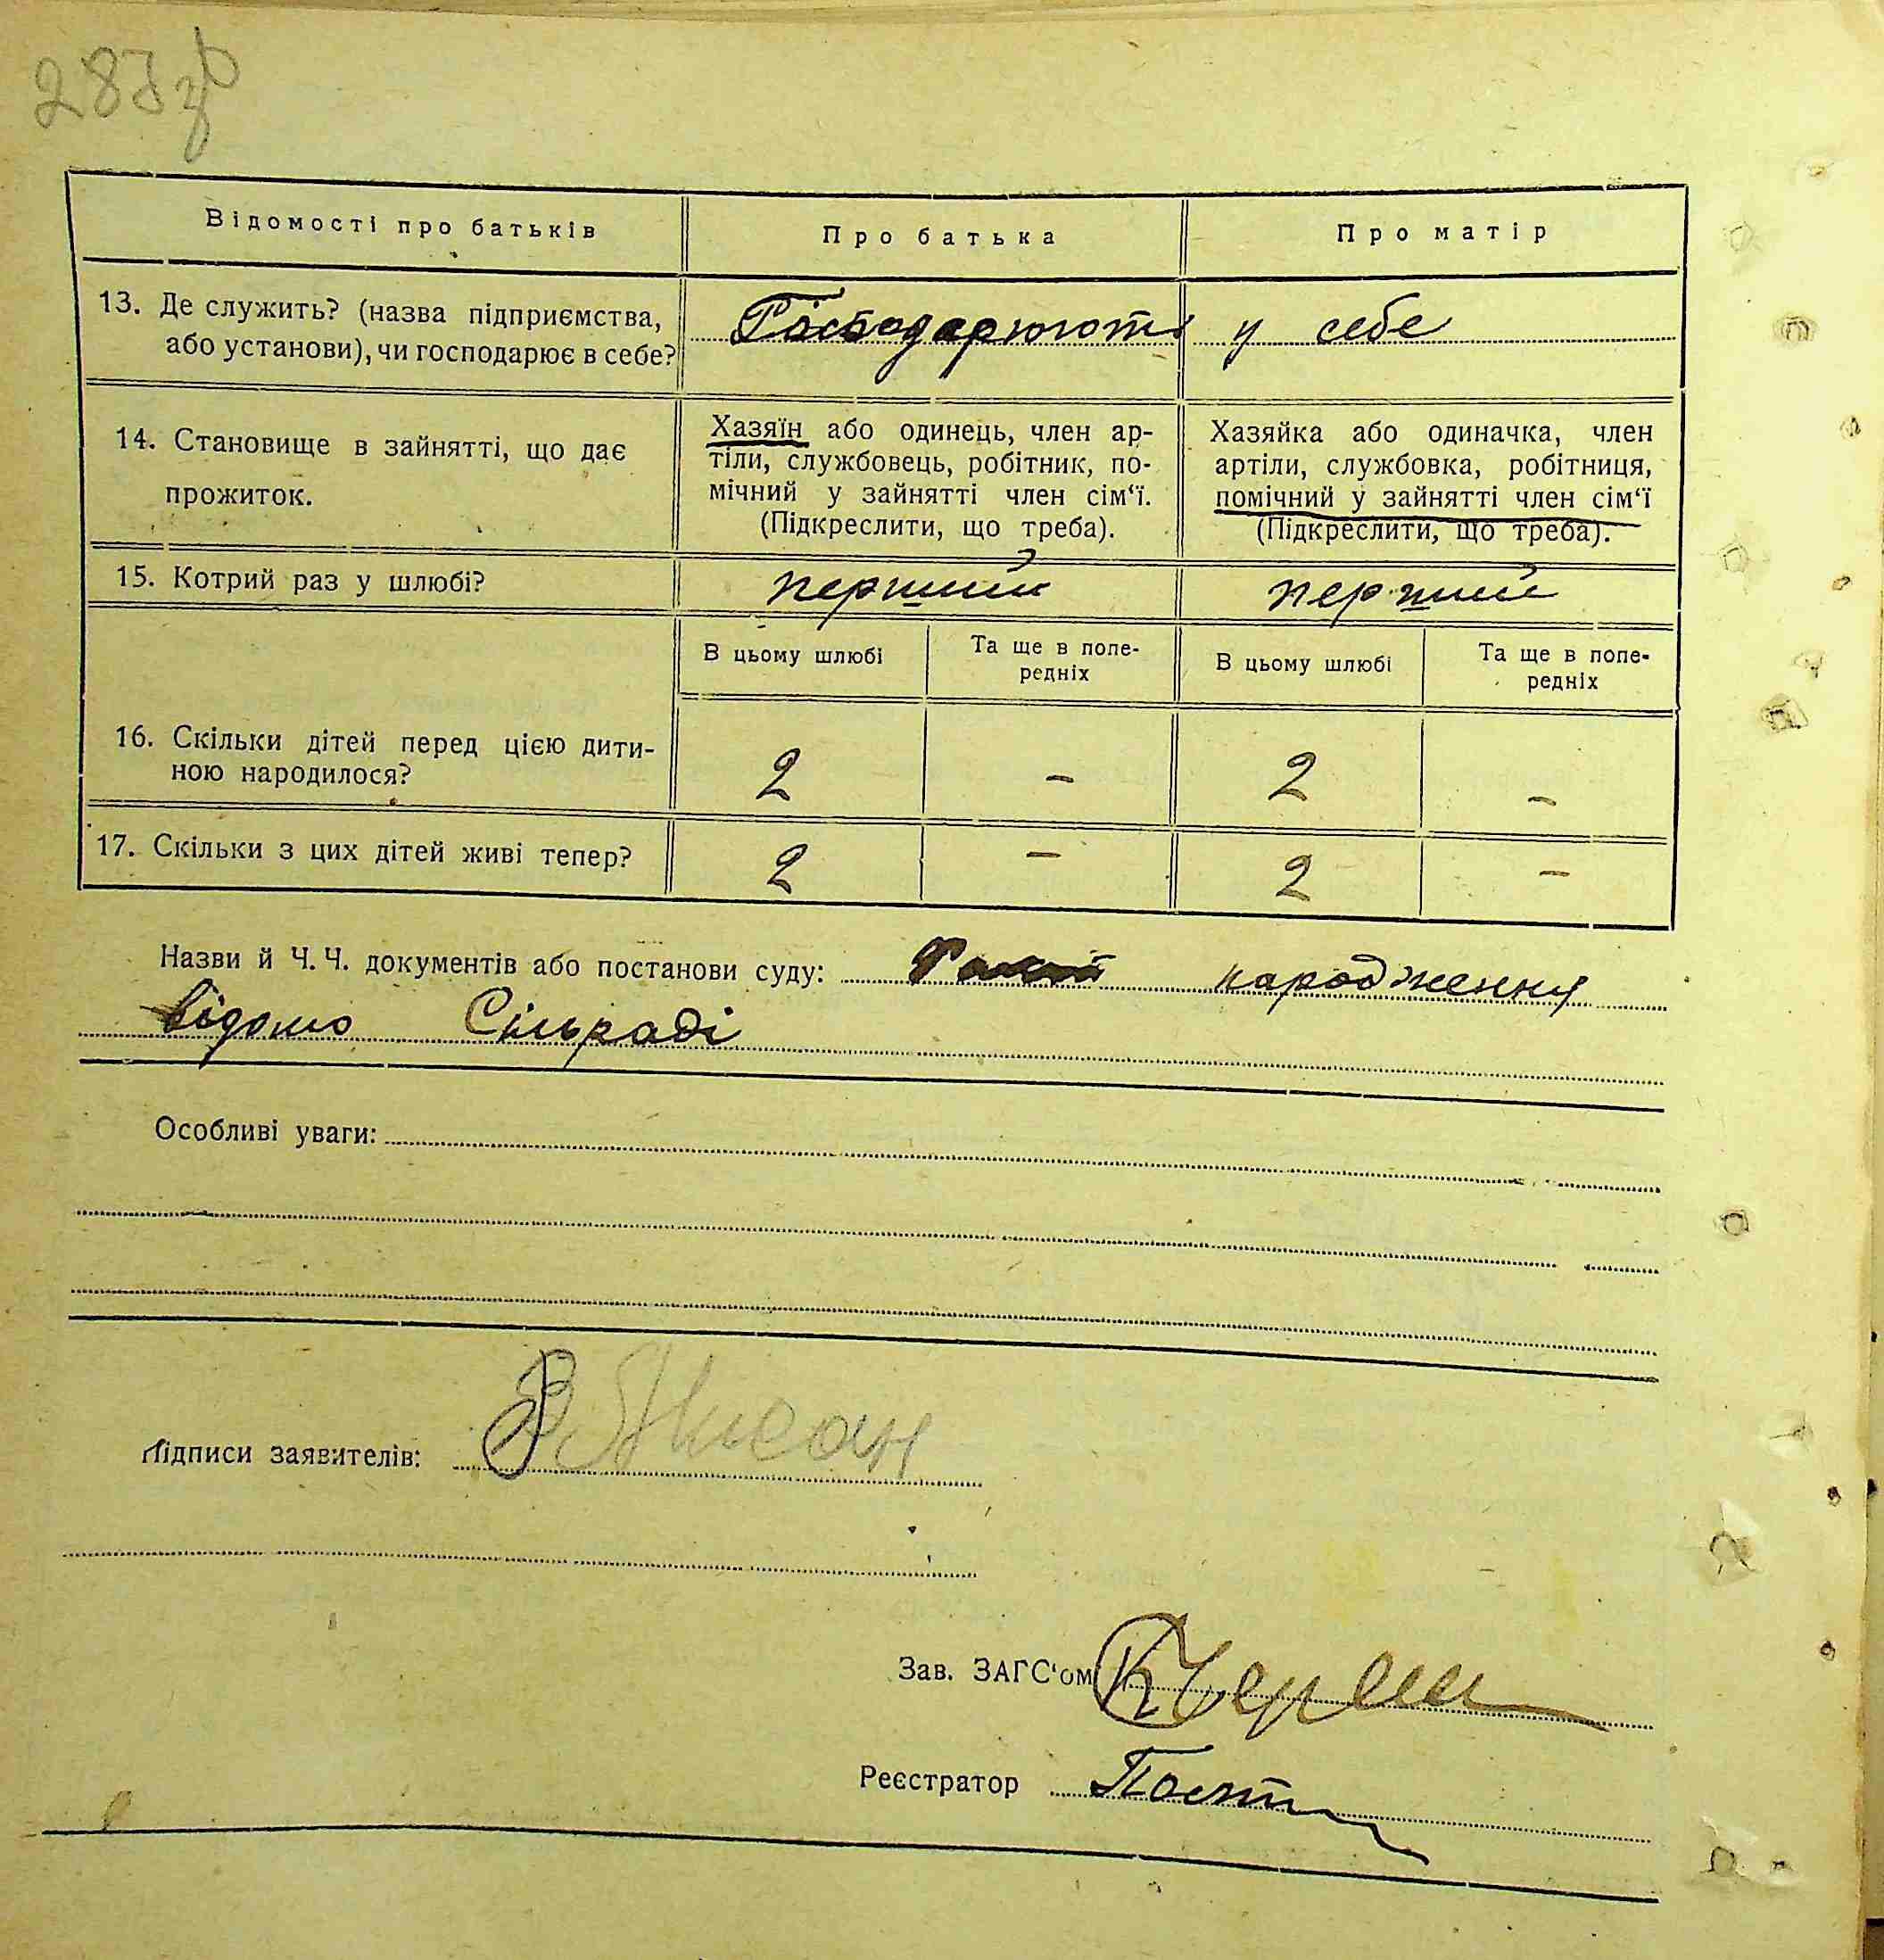 283 зв
Відомості про батьків Про батька Про матір
13. Де служить? (назва підприємства,
або установи), чи господарює в себе?
Господарюють у себе
14. Становище в зайнятті, що дає
прожиток.
Хазяїн або одинець, член ар-
тіли, службовець, робітник, по-
мічний у зайнятті член сім‘ї.
(Підкреслити, що треба).
Хазяйка або одиначка, член
артіли, службовка, робітниця,
помічний у зайнятті член сім‘ї
(Підкреслити, що треба).
15. Котрий раз у шлюбі? перший перший
В цьому шлюбі Та ще в попе-
редніх
В цьому шлюбі Та ще в попе-
редніх
16. Скільки дітей перед цією дити-
ною народилося?
2 – 2 –
17. Скільки з цих дітей живі тепер? 2 – 2 –
Назви й Ч. Ч. документів або постанови суду: Факт народження
відомо Сільраді
Особливі уваги:
Підписи заявителів:
Зав. ЗАГС‘ом
Реєстратор